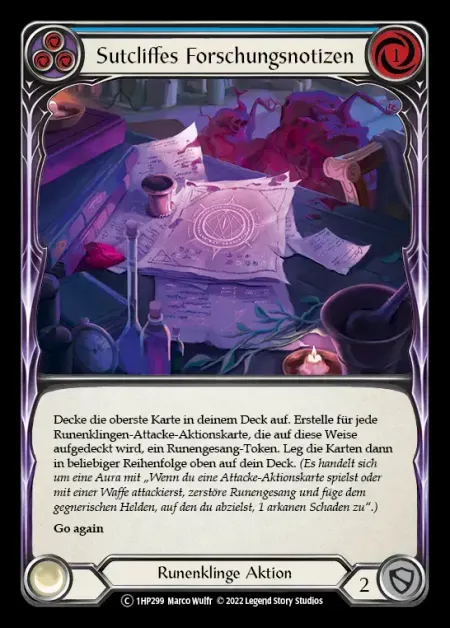 Sutcliffes Forschungsnotizen
1
Decke die oberste Karte in deinem Deck auf. Erstelle für jede
Runenklingen-Attacke-Aktionskarte, die auf diese Weise
aufgedeckt wird, ein Runengesang-Token. Leg die Karten dann
in beliebiger Reihenfolge oben auf dein Deck. (Es handelt sich
um eine Aura mit „Wenn du eine Attacke-Aktionskarte spielst oder
mit einer Waffe attackierst, zerstöre Runengesang und füge dem
gegnerischen Helden, auf den du abzielst, 1 arkanen Schaden zu“.)
Go again
Runenklinge Aktion
2
C 1HP299 Marco Wulfr © 2022 Legend Story Studios